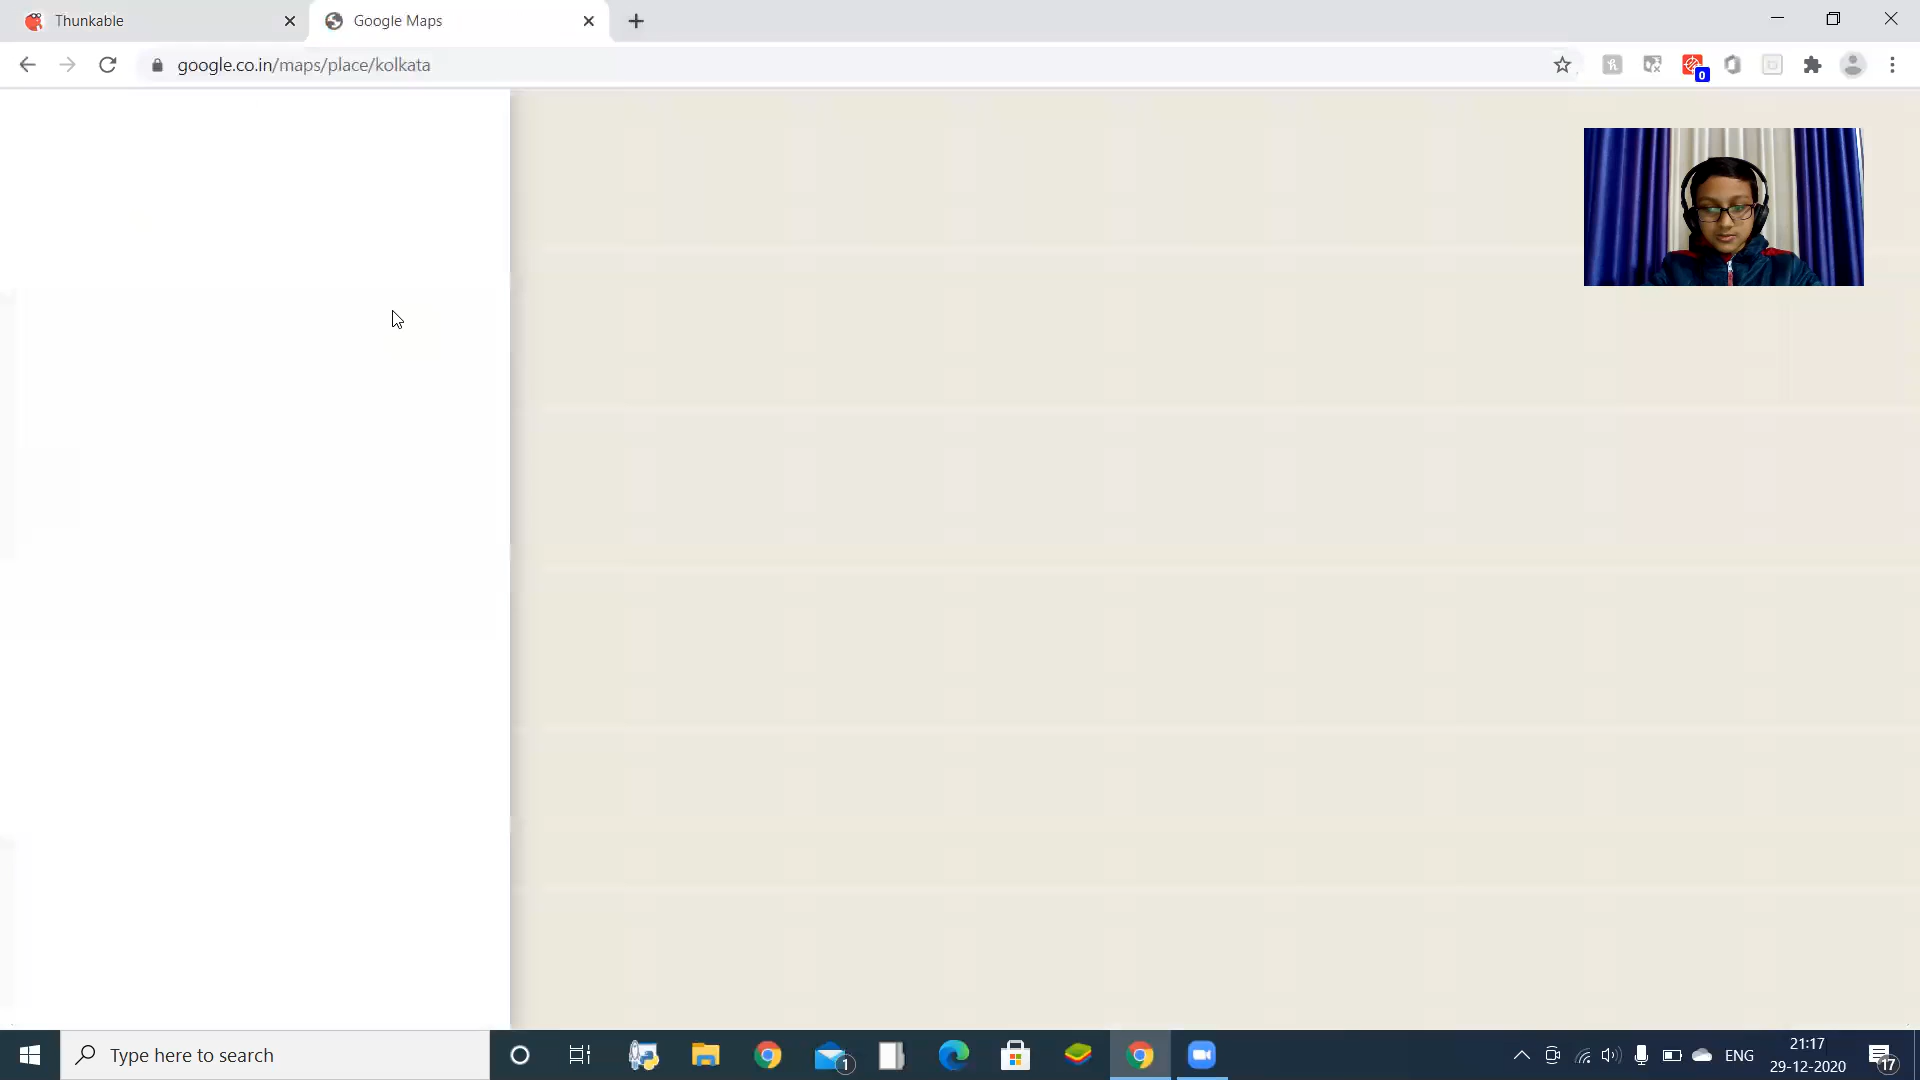 Thunkable
Google Maps
google.co.in/maps/place/kolkata
0
Type here to search
1
ENG
21:17
29-12-2020
17